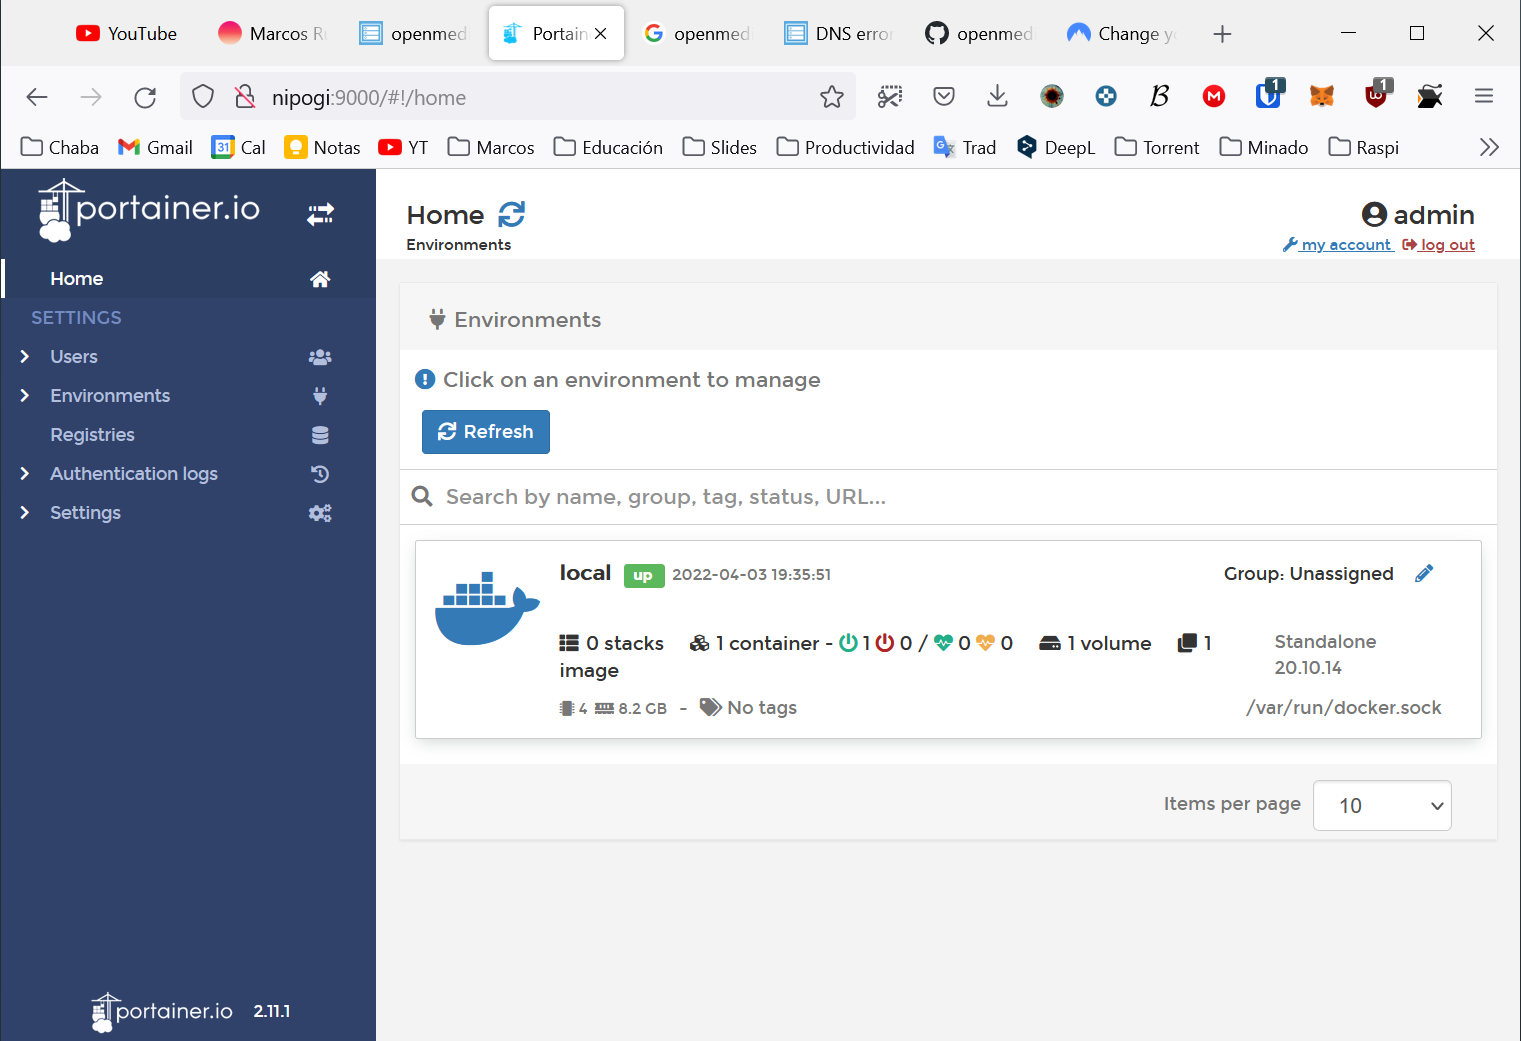 YouTube
Marcos Ru
openmed
Portain
openmed
DNS error
openmed
Change y
nipogi:9000/#!/home
1
1
Chaba
Gmail
31
Cal
Notas
YT
Marcos
Educación
Slides
Productividad
Trad
DeepL
Torrent
Minado
Raspi
portainer.io
Home
SETTINGS
Users
Environments
Registries
Authentication logs
Settings
portainer.io 2.11.1
Home
Environments
admin
my account log out
Environments
Click on an environment to manage
Refresh
Search by name, group, tag, status, URL...
local up 2022-04-03 19:35:51
Group: Unassigned
0 stacks 1 container - 1 0 / 0 0 1 volume 1
image
Standalone
20.10.14
4 8.2 GB - No tags
/var/run/docker.sock
Items per page 10